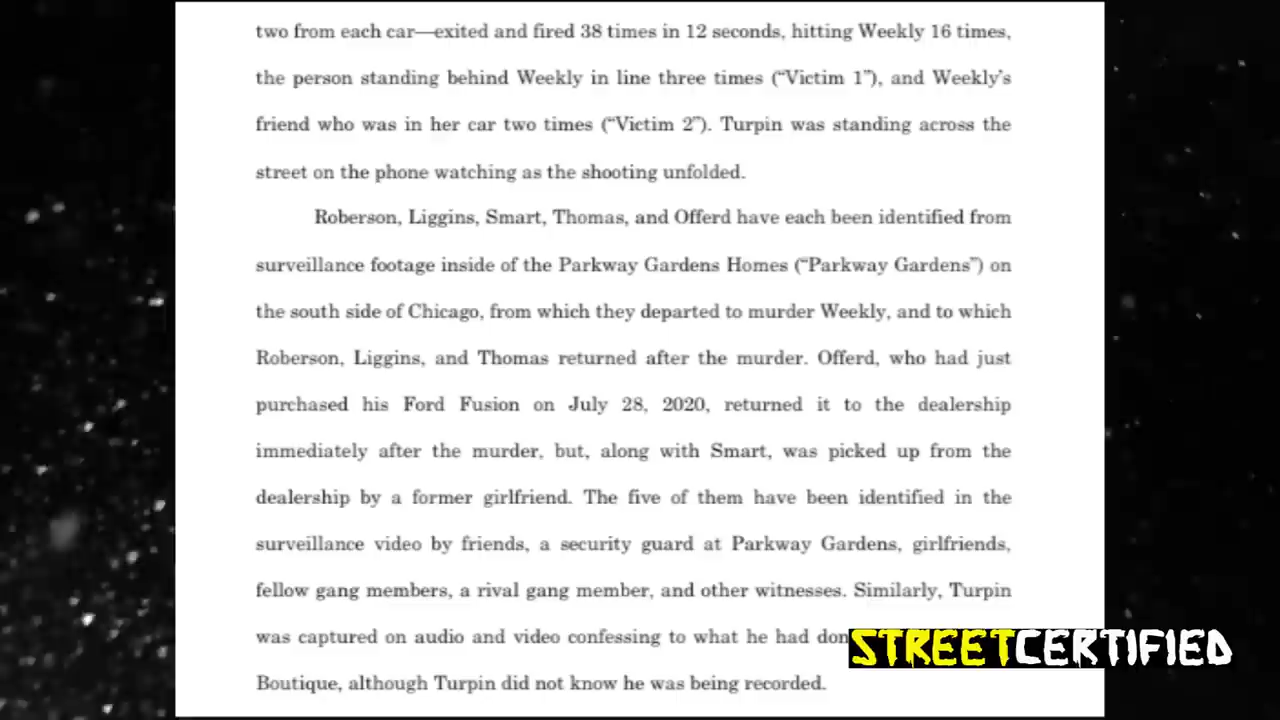 two from each car—exited and fired 38 times in 12 seconds, hitting Weekly 16 times,
the person standing behind Weekly in line three times (“Victim 1”), and Weekly’s
friend who was in her car two times (“Victim 2”). Turpin was standing across the
street on the phone watching as the shooting unfolded.
Roberson, Liggins, Smart, Thomas, and Offerd have each been identified from
surveillance footage inside of the Parkway Gardens Homes (“Parkway Gardens”) on
the south side of Chicago, from which they departed to murder Weekly, and to which
Roberson, Liggins, and Thomas returned after the murder. Offerd, who had just
purchased his Ford Fusion on July 28, 2020, returned it to the dealership
immediately after the murder, but, along with Smart, was picked up from the
dealership by a former girlfriend. The five of them have been identified in the
surveillance video by friends, a security guard at Parkway Gardens, girlfriends,
fellow gang members, a rival gang member, and other witnesses. Similarly, Turpin
was captured on audio and video confessing to what he had
STREETCERTIFIED
Boutique, although Turpin did not know he was being recorded.